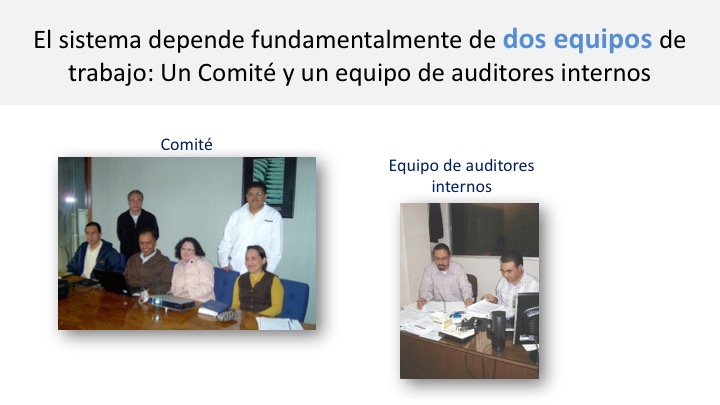 El sistema depende fundamentalmente de dos equipos de
trabajo: Un Comité y un equipo de auditores internos
Comité
Equipo de auditores
internos